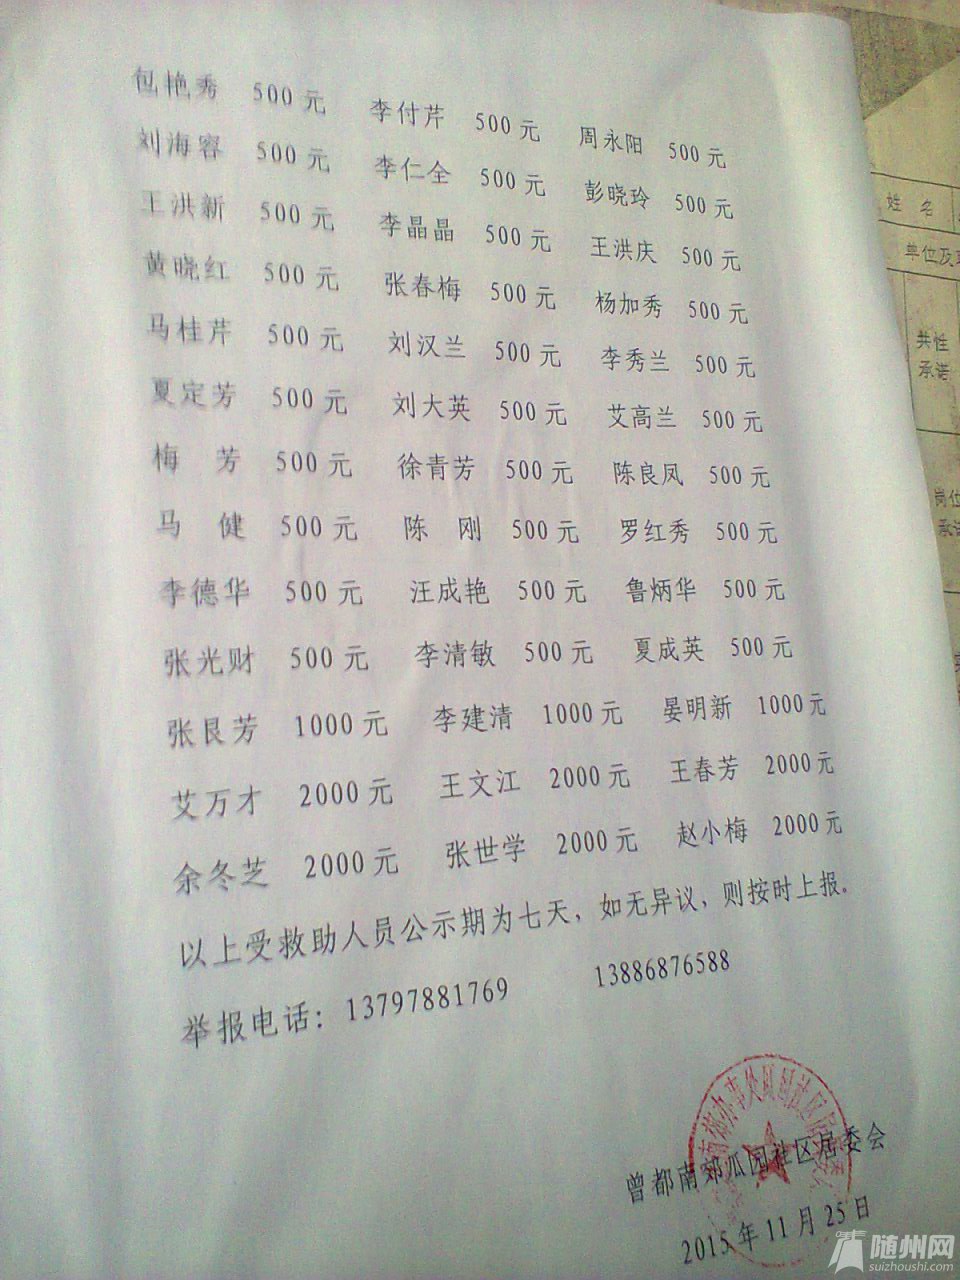 包艳秀 500元 李付芹 500元 周永阳 500元
刘海容 500元 李仁全 500元 彭晓玲 500元
王洪新 500元 李晶晶 500元 王洪庆 500元
黄晓红 500元 张春梅 500元 杨加秀 500元
马桂芹 500元 刘汉兰 500元 李秀兰 500元
夏定芳 500元 刘大英 500元 艾高兰 500元
梅 芳 500元 徐青芳 500元 陈良凤 500元
马 健 500元 陈 刚 500元 罗红秀 500元
李德华 500元 汪成艳 500元 鲁炳华 500元
张光财 500元 李清敏 500元 夏成英 500元
张艮芳 1000元 李建清 1000元 晏明新 1000元
艾万才 2000元 王文江 2000元 王春芳 2000元
余冬芝 2000元 张世学 2000元 赵小梅 2000元
以上受救助人员公示期为七天，如无异议，则按时上报。
举报电话：13797881769 13886876588
曾都南郊瓜园社区居委会
2015年11月25日
姓 名
单位及
共性
承诺
岗位
承诺
随州网
suizhoushi.com